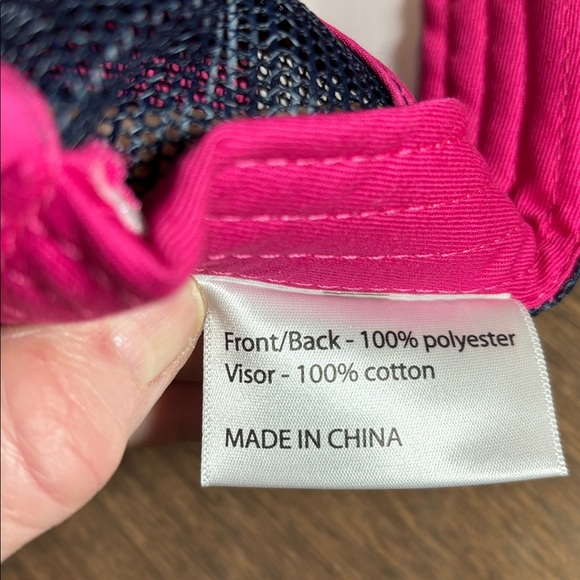 Front/Back - 100% polyester
Visor - 100% cotton
MADE IN CHINA